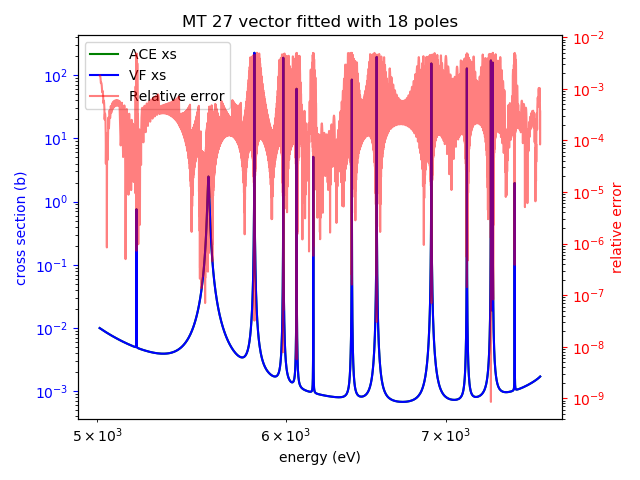 MT 27 vector fitted with 18 poles
ACE xs
VF xs
Relative error
cross section (b)
10²
10¹
10⁰
10⁻¹
10⁻²
10⁻³
relative error
10⁻²
10⁻³
10⁻⁴
10⁻⁵
10⁻⁶
10⁻⁷
10⁻⁸
10⁻⁹
5 × 10³
6 × 10³
7 × 10³
energy (eV)